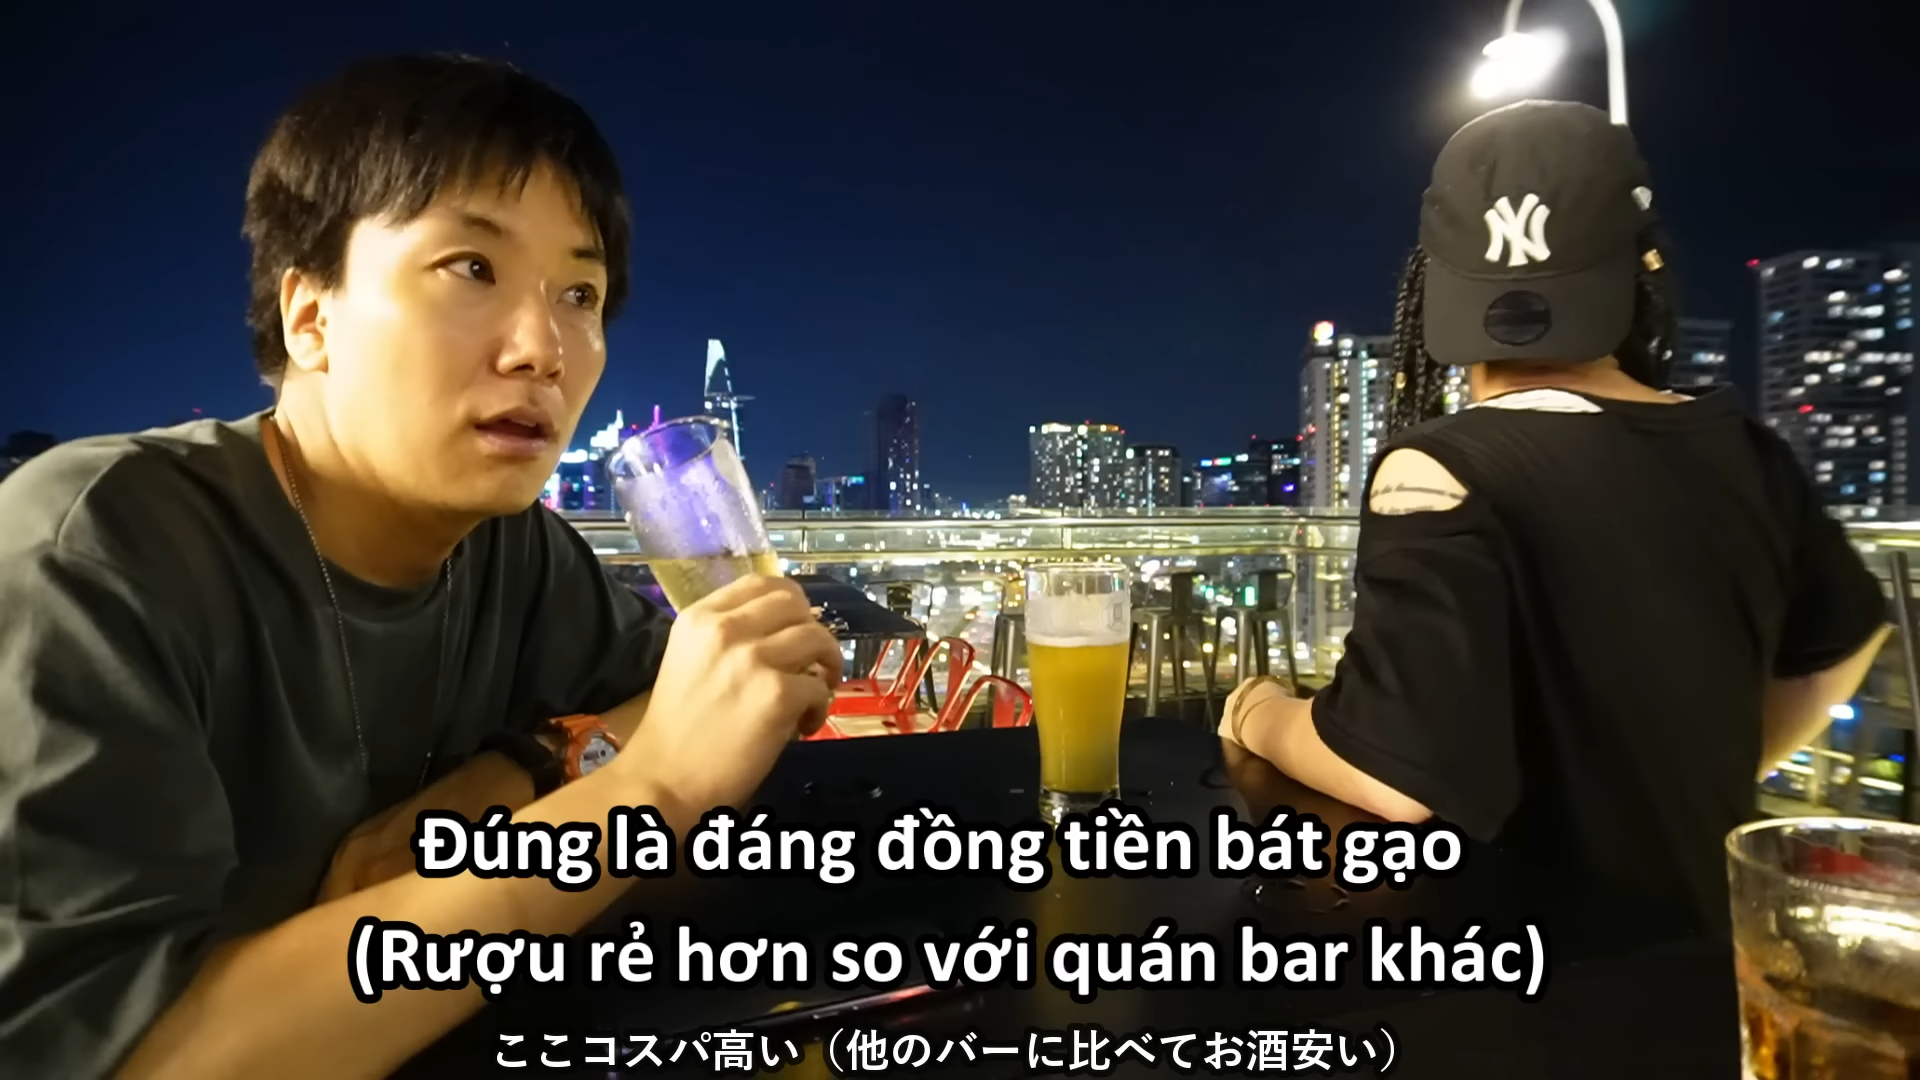 NY
Đúng là đáng đồng tiền bát gạo
(Rượu rẻ hơn so với quán bar khác)
ここコスパ高い（他のバーに比べてお酒安い）